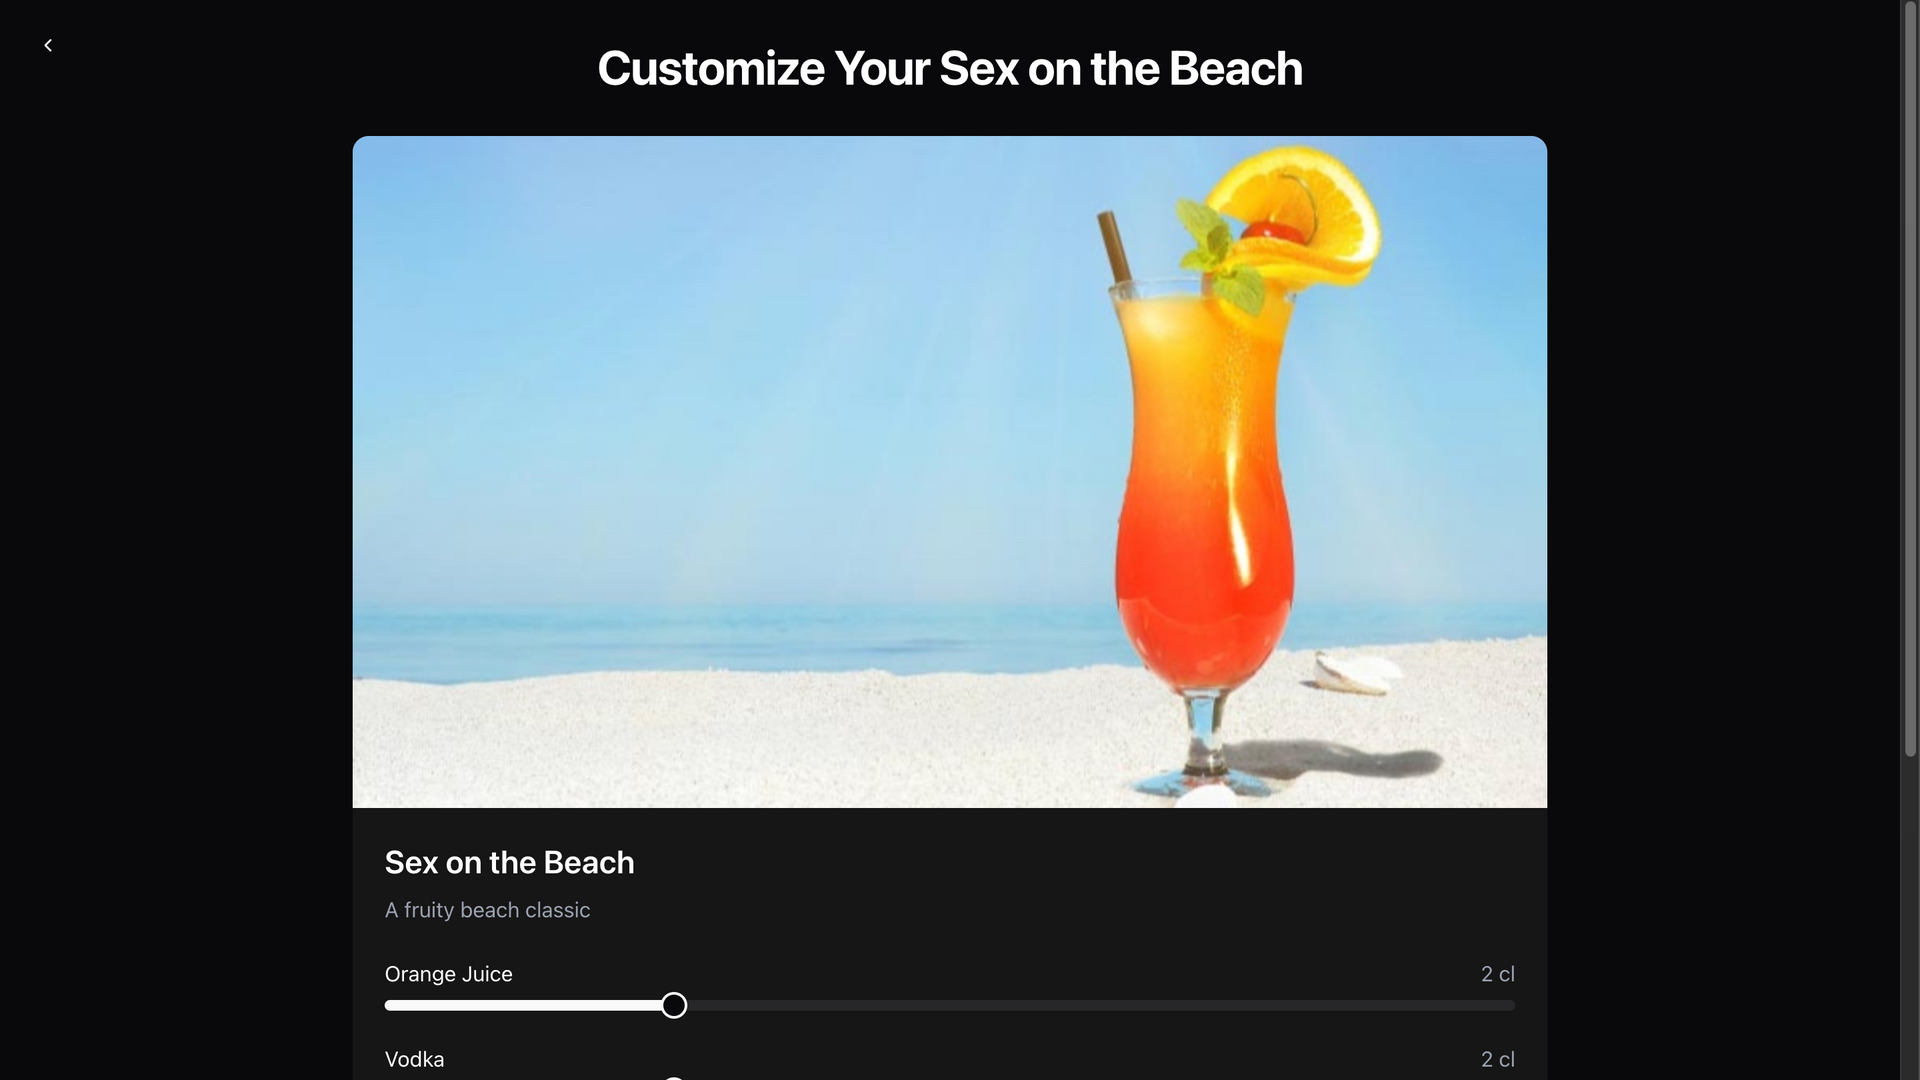 Customize Your Sex on the Beach
Sex on the Beach
A fruity beach classic
Orange Juice 2 cl
Vodka 2 cl